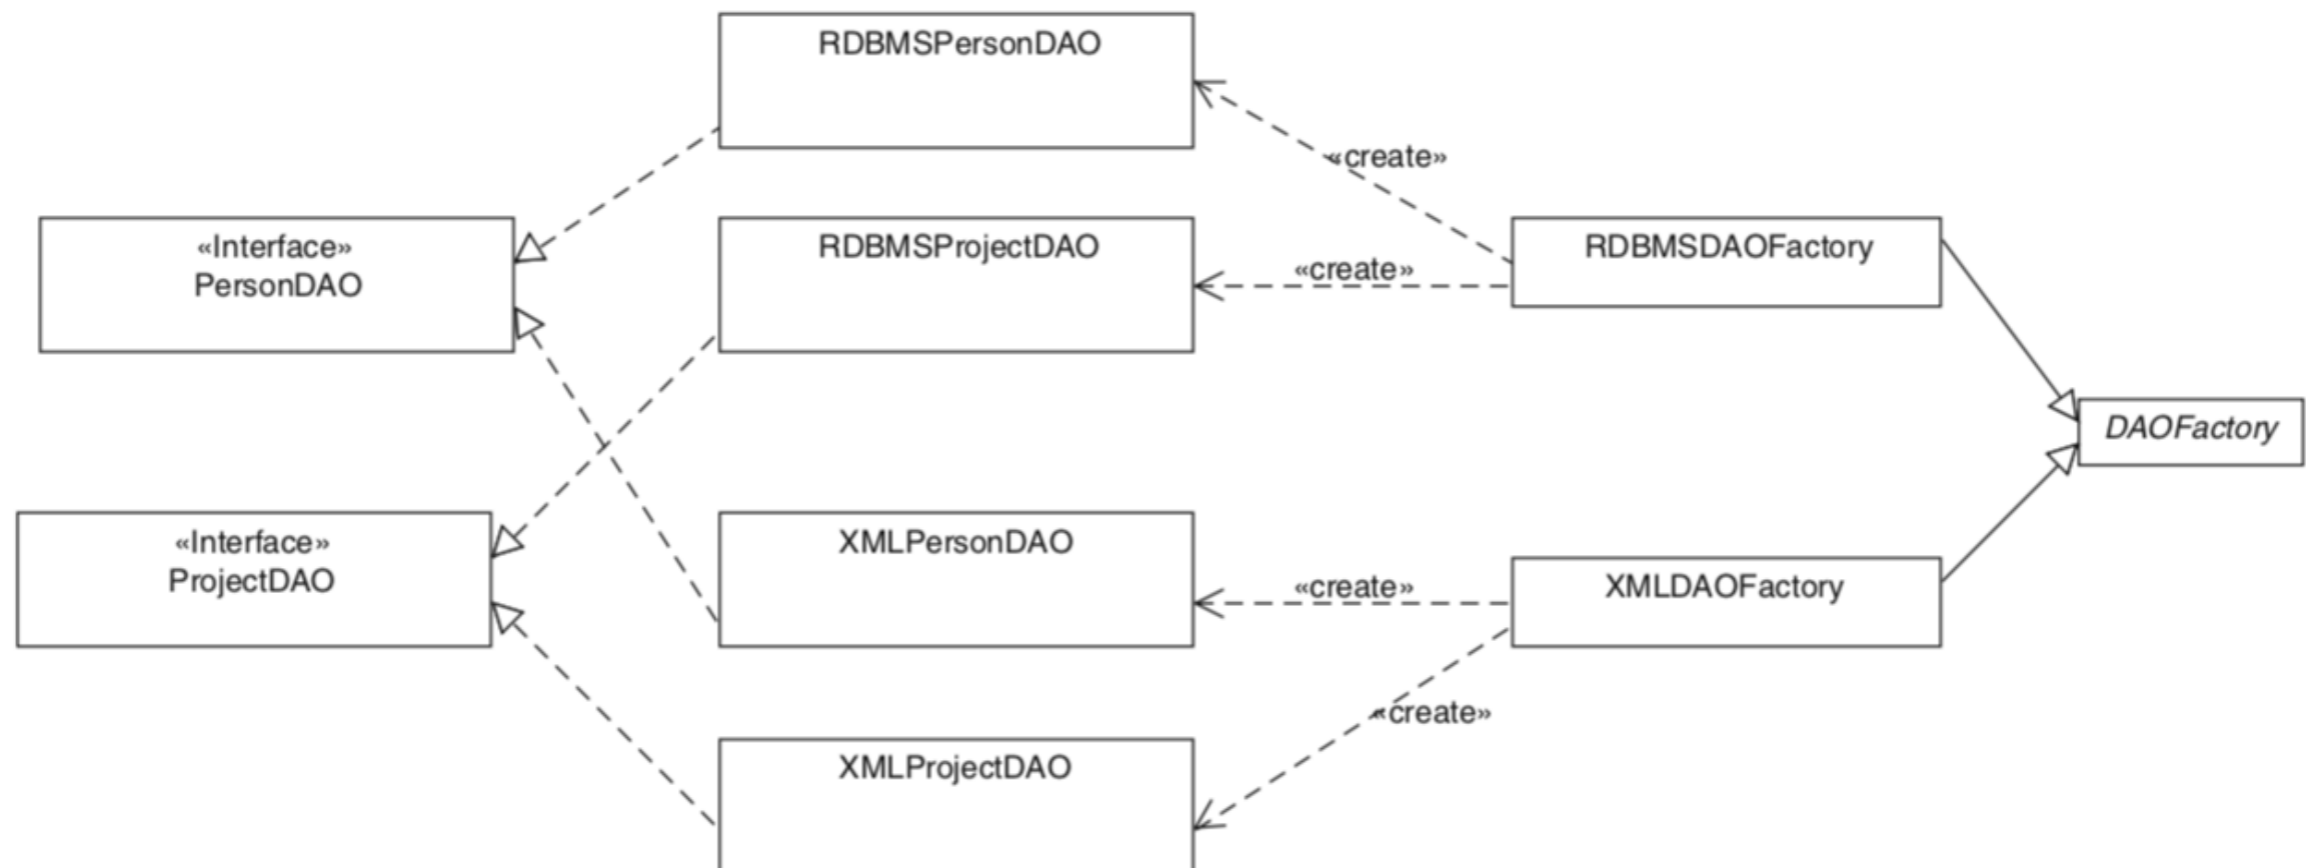 RDBMSPersonDAO
«create»
«Interface»
PersonDAO
RDBMSProjectDAO
«create»
RDBMSDAOFactory
DAOFactory
«Interface»
ProjectDAO
XMLPersonDAO
«create»
XMLDAOFactory
«create»
XMLProjectDAO